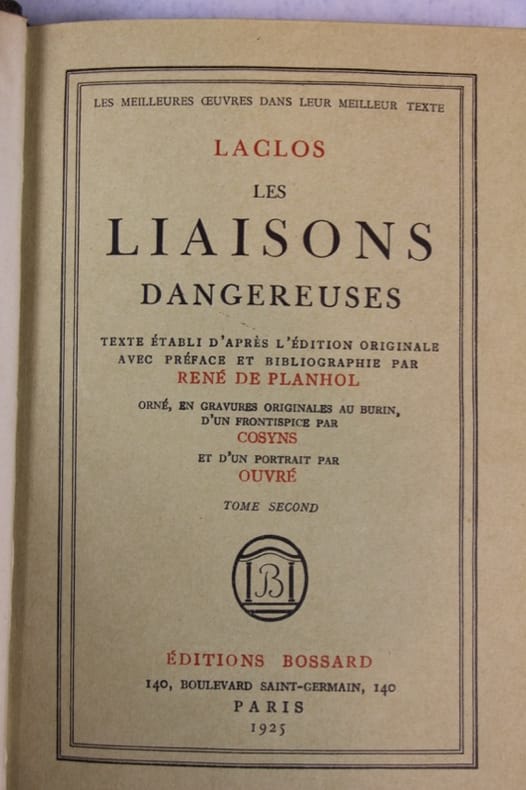 LES MEILLEURES ŒUVRES DANS LEUR MEILLEUR TEXTE
LACLOS
LES
LIAISONS
DANGEREUSES
TEXTE ÉTABLI D'APRÈS L'ÉDITION ORIGINALE
AVEC PRÉFACE ET BIBLIOGRAPHIE PAR
RENÉ DE PLANHOL
ORNÉ, EN GRAVURES ORIGINALES AU BURIN,
D'UN FRONTISPICE PAR
COSYNS
ET D'UN PORTRAIT PAR
OUVRÉ
TOME SECOND
B
ÉDITIONS BOSSARD
140, BOULEVARD SAINT-GERMAIN, 140
PARIS
1925